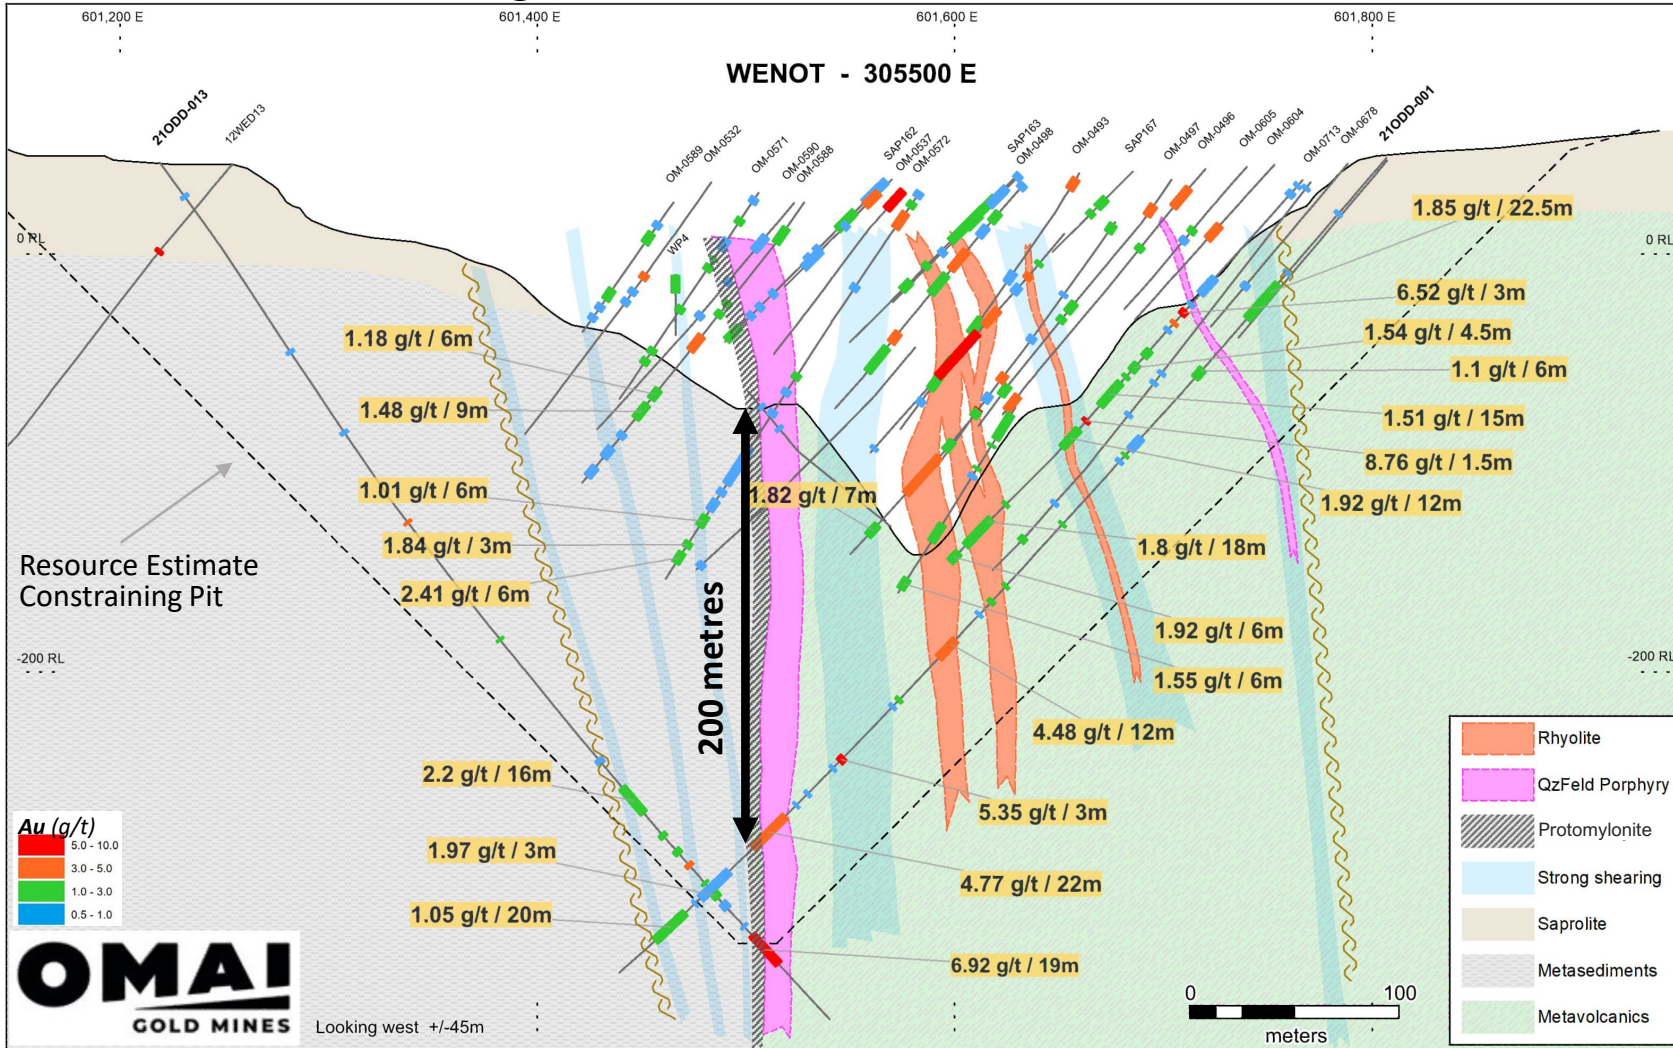 601,200 E
601,400 E
601,600 E
601,800 E
WENOT - 305500 E
21ODD-013
12WED13
OM-0589
OM-0532
OM-0571
OM-0590
OM-0588
SAP162
OM-0537
OM-0572
SAP163
OM-0498
OM-0493
SAP167
OM-0497
OM-0496
OM-0605
OM-0604
OM-0713
OM-0678
21ODD-001
WP4
0 RL
0 RL
-200 RL
-200 RL
1.18 g/t / 6m
1.48 g/t / 9m
1.01 g/t / 6m
1.84 g/t / 3m
2.41 g/t / 6m
2.2 g/t / 16m
1.97 g/t / 3m
1.05 g/t / 20m
1.82 g/t / 7m
200 metres
1.85 g/t / 22.5m
6.52 g/t / 3m
1.54 g/t / 4.5m
1.1 g/t / 6m
1.51 g/t / 15m
8.76 g/t / 1.5m
1.92 g/t / 12m
1.8 g/t / 18m
1.92 g/t / 6m
1.55 g/t / 6m
4.48 g/t / 12m
5.35 g/t / 3m
4.77 g/t / 22m
6.92 g/t / 19m
Resource Estimate
Constraining Pit
Au (g/t)
5.0 - 10.0
3.0 - 5.0
1.0 - 3.0
0.5 - 1.0
OMAI
GOLD MINES
Looking west +/-45m
0
100
meters
Rhyolite
QzFeld Porphyry
Protomylonite
Strong shearing
Saprolite
Metasediments
Metavolcanics